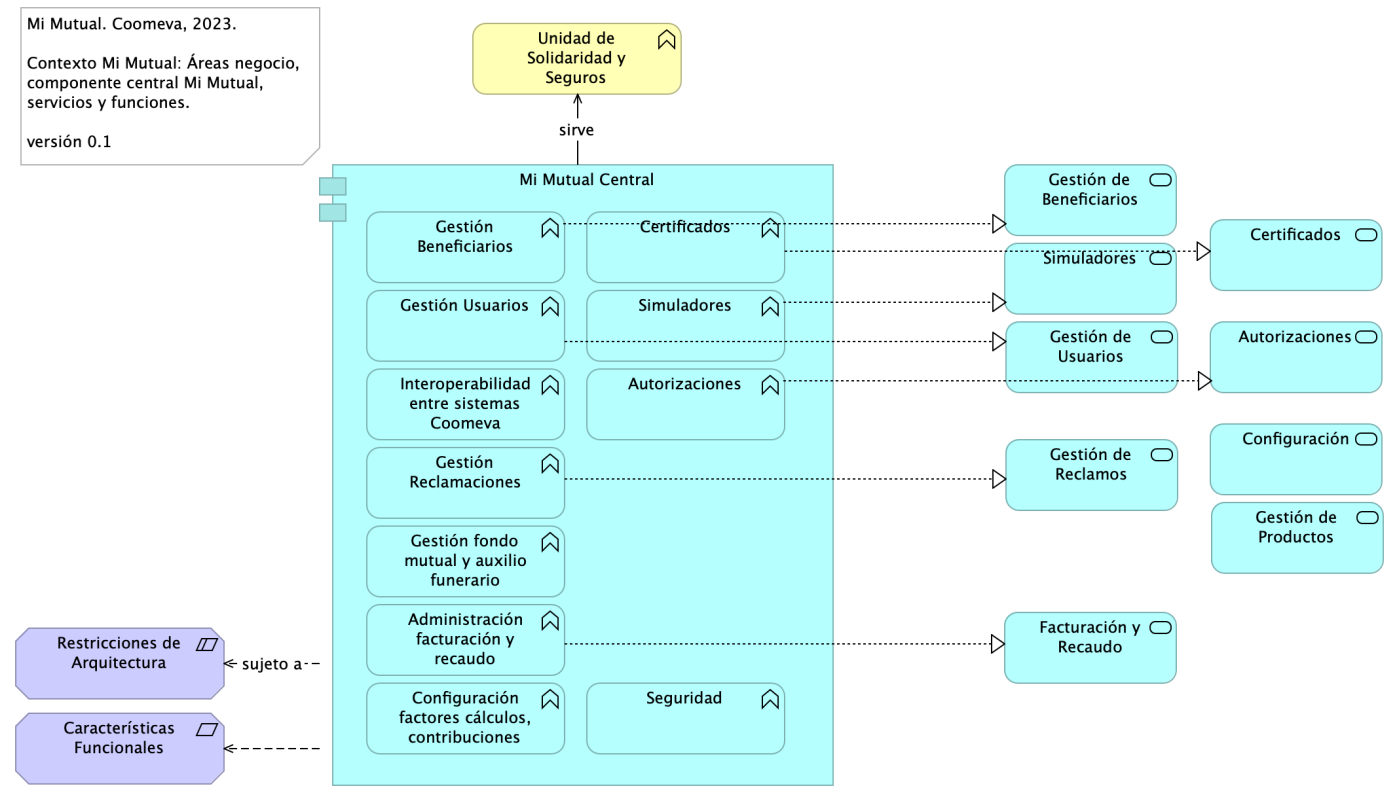 Mi Mutual. Coomeva, 2023.
Contexto Mi Mutual: Áreas negocio,
componente central Mi Mutual,
servicios y funciones.
versión 0.1
Unidad de
Solidaridad y
Seguros
sirve
Mi Mutual Central
Gestión
Beneficiarios
Certificados
Gestión Usuarios
Simuladores
Interoperabilidad
entre sistemas
Coomeva
Autorizaciones
Gestión
Reclamaciones
Gestión fondo
mutual y auxilio
funerario
Administración
facturación y
recaudo
Configuración
factores cálculos,
contribuciones
Seguridad
Gestión de
Beneficiarios
Certificados
Simuladores
Gestión de
Usuarios
Autorizaciones
Gestión de
Reclamos
Configuración
Gestión de
Productos
Facturación y
Recaudo
Restricciones de
Arquitectura
sujeto a
Características
Funcionales